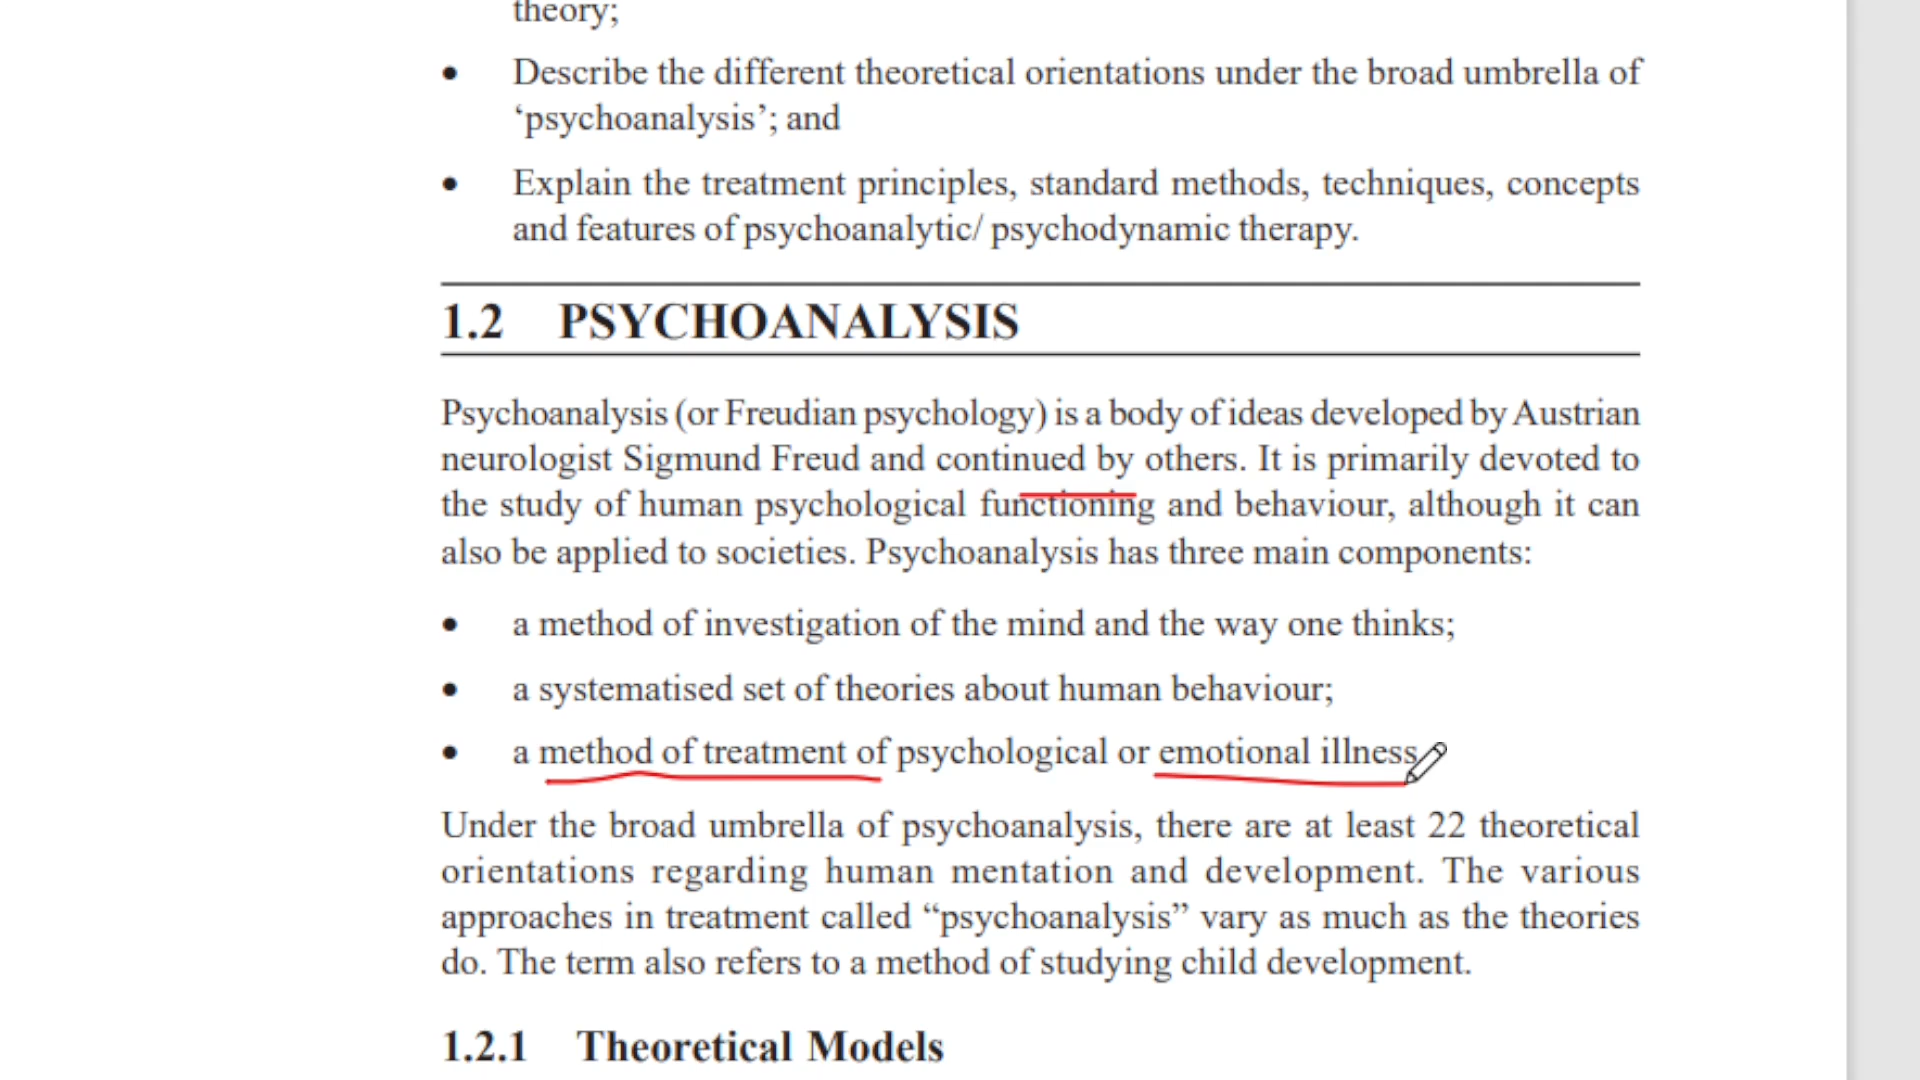 theory;
• Describe the different theoretical orientations under the broad umbrella of
‘psychoanalysis’; and
• Explain the treatment principles, standard methods, techniques, concepts
and features of psychoanalytic/ psychodynamic therapy.
1.2 PSYCHOANALYSIS
Psychoanalysis (or Freudian psychology) is a body of ideas developed by Austrian
neurologist Sigmund Freud and continued by others. It is primarily devoted to
the study of human psychological functioning and behaviour, although it can
also be applied to societies. Psychoanalysis has three main components:
• a method of investigation of the mind and the way one thinks;
• a systematised set of theories about human behaviour;
• a method of treatment of psychological or emotional illness
Under the broad umbrella of psychoanalysis, there are at least 22 theoretical
orientations regarding human mentation and development. The various
approaches in treatment called “psychoanalysis” vary as much as the theories
do. The term also refers to a method of studying child development.
1.2.1 Theoretical Models